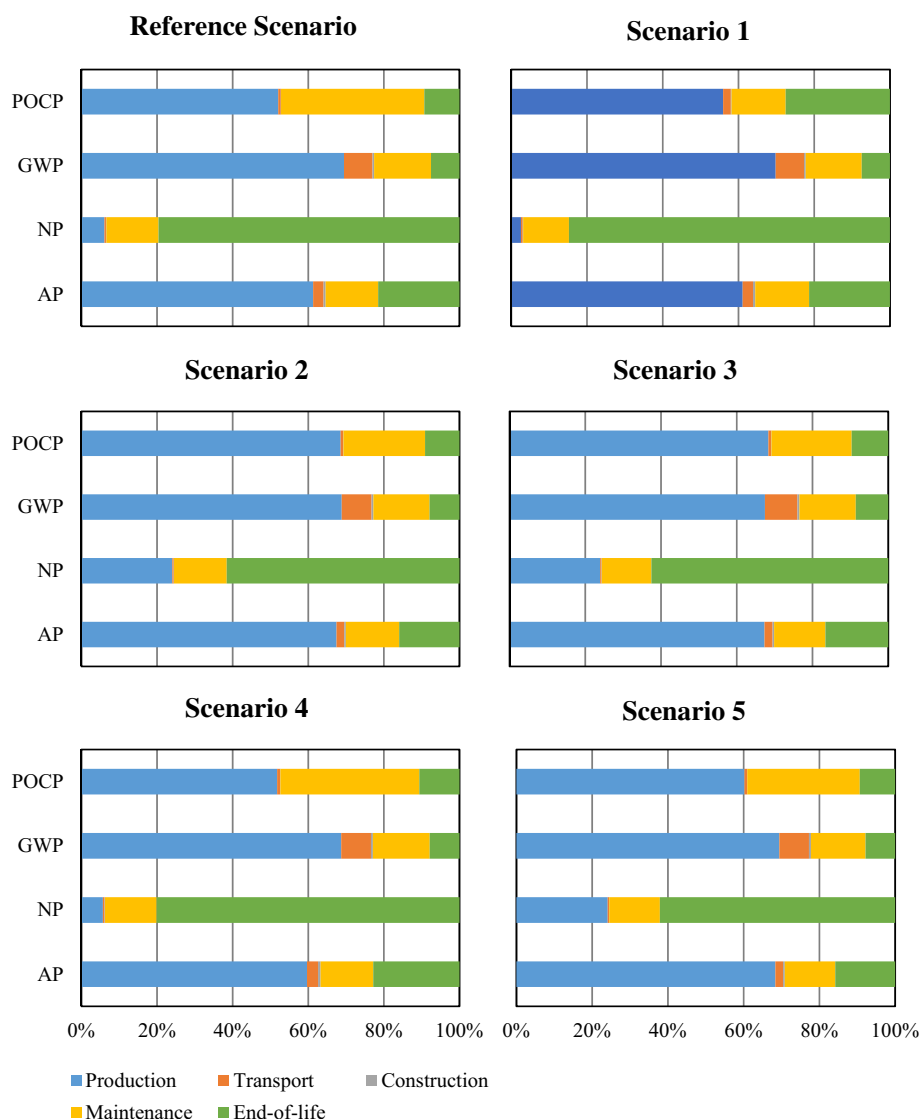 Reference Scenario
Scenario 1
POCP
GWP
NP
AP
Scenario 2
Scenario 3
POCP
GWP
NP
AP
Scenario 4
Scenario 5
POCP
GWP
NP
AP
0% 20% 40% 60% 80% 100%
0% 20% 40% 60% 80% 100%
Production Transport Construction
Maintenance End-of-life